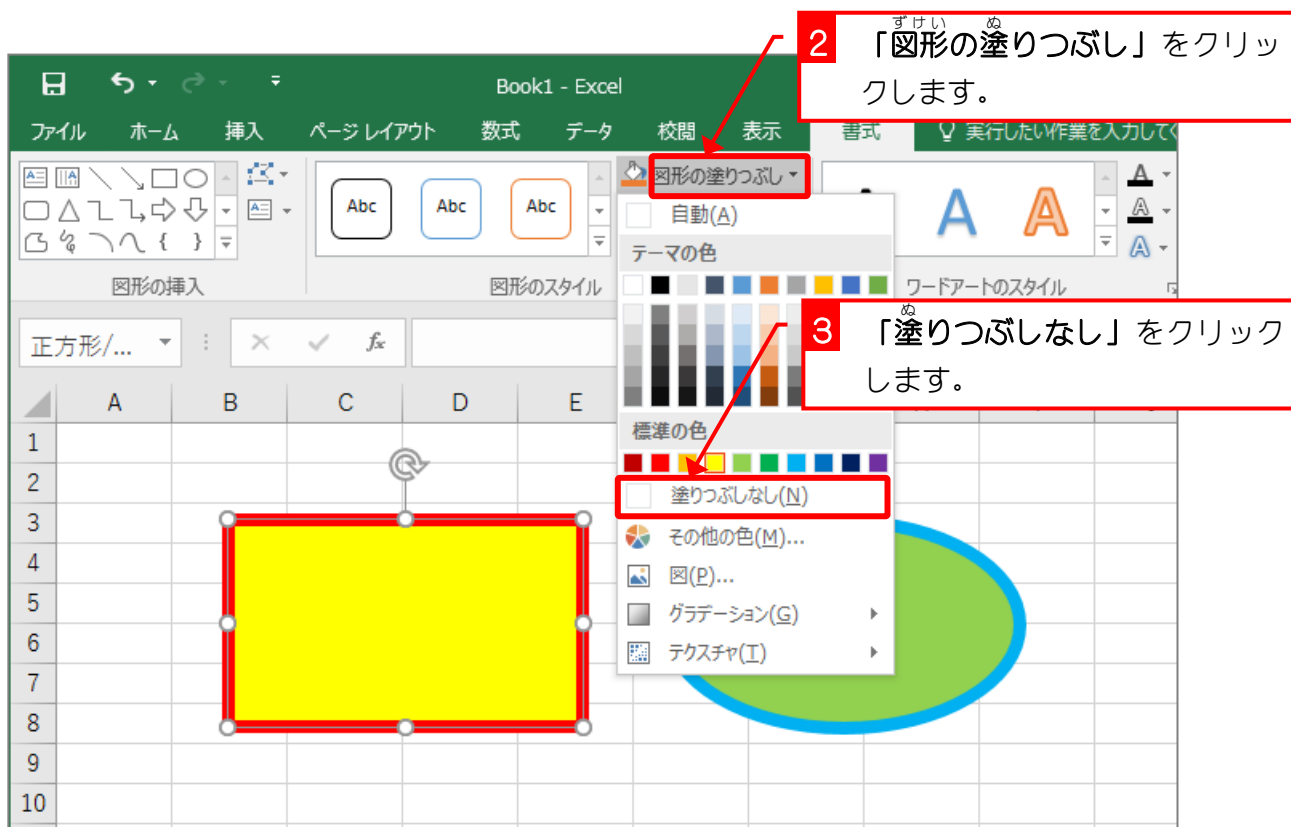 ずけい ぬ
2 「図形の塗りつぶし」をクリッ
クします。
Book1 - Excel
ファイル ホーム 挿入 ページ レイアウト 数式 データ 校閲 表示 書式 実行したい作業を入力してく
図形の塗りつぶし
Abc Abc Abc
自動(A)
テーマの色
図形の挿入 図形のスタイル ワードアートのスタイル
ぬ
3 「塗りつぶしなし」をクリック
します。
正方形/... fx
A B C D E
標準の色
塗りつぶしなし(N)
その他の色(M)...
図(P)...
グラデーション(G)
テクスチャ(T)
1
2
3
4
5
6
7
8
9
10